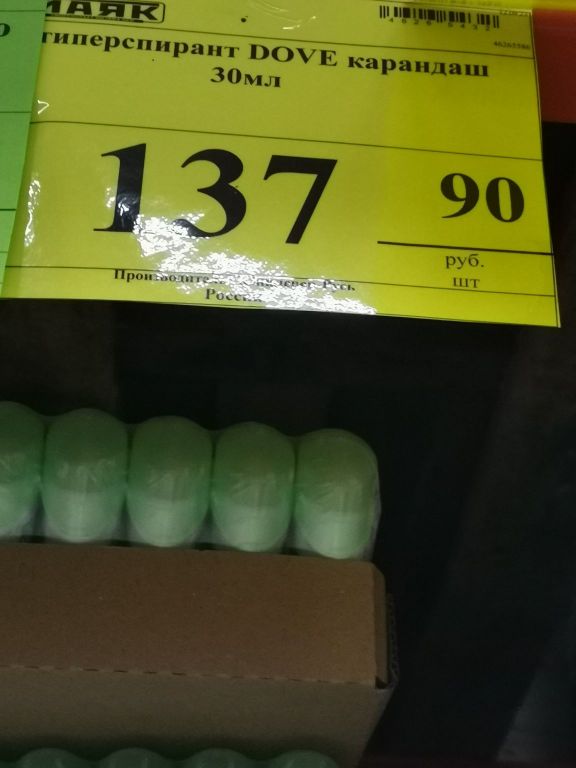 МАЯК
типерспирант DOVE карандаш
30мл
137 90
руб.
шт
Россия